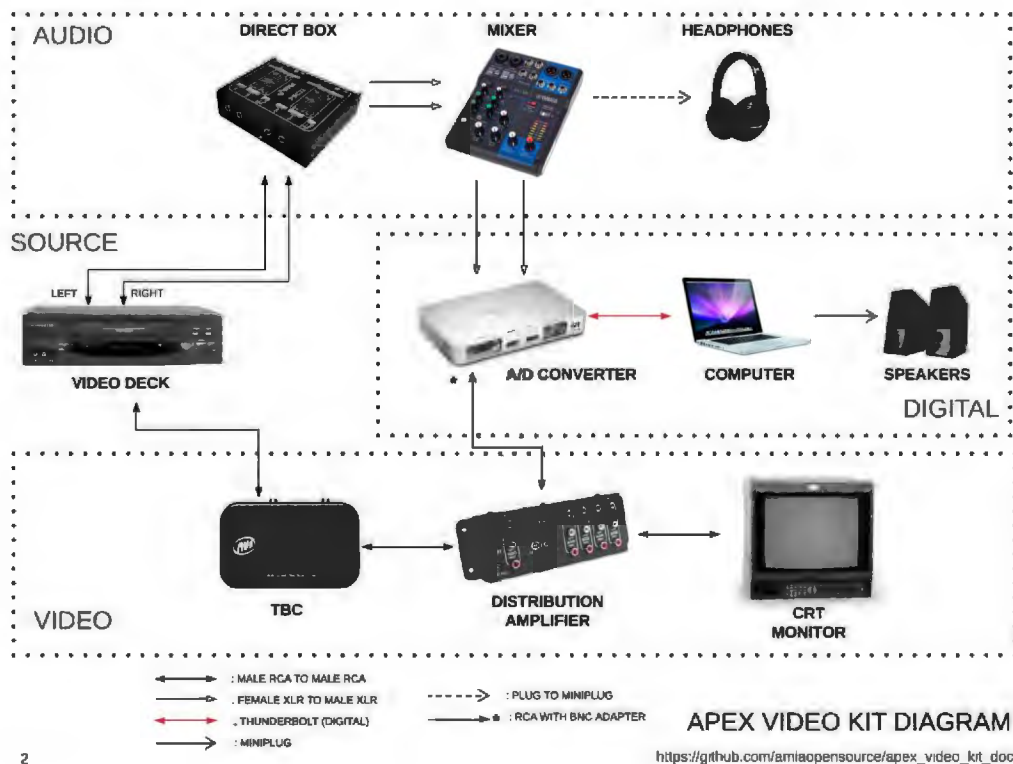 AUDIO
DIRECT BOX
MIXER
HEADPHONES
SOURCE
LEFT
RIGHT
VIDEO DECK
* A/D CONVERTER
COMPUTER
SPEAKERS
DIGITAL
VIDEO
TBC
DISTRIBUTION
AMPLIFIER
CRT
MONITOR
: MALE RCA TO MALE RCA
: FEMALE XLR TO MALE XLR
: THUNDERBOLT (DIGITAL)
: MINIPLUG
: PLUG TO MINIPLUG
* : RCA WITH BNC ADAPTER
APEX VIDEO KIT DIAGRAM
2
https://github.com/amiaopensource/apex_video_kit_doc